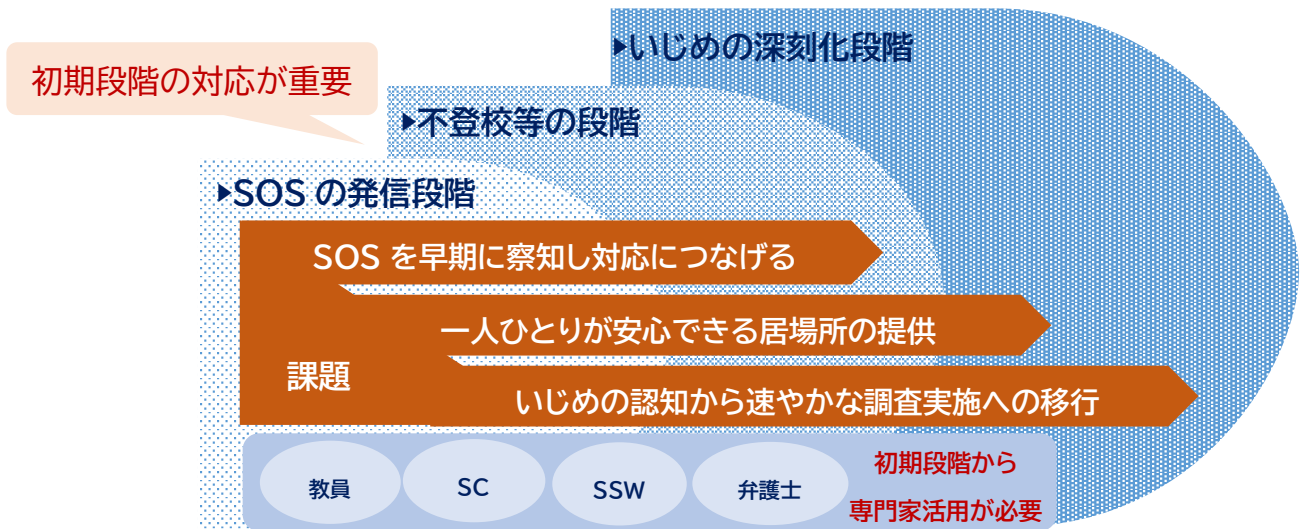 ▶いじめの深刻化段階
初期段階の対応が重要
▶不登校等の段階
▶SOS の発信段階
SOS を早期に察知し対応につなげる
一人ひとりが安心できる居場所の提供
課題
いじめの認知から速やかな調査実施への移行
教員
SC
SSW
弁護士
初期段階から
専門家活用が必要